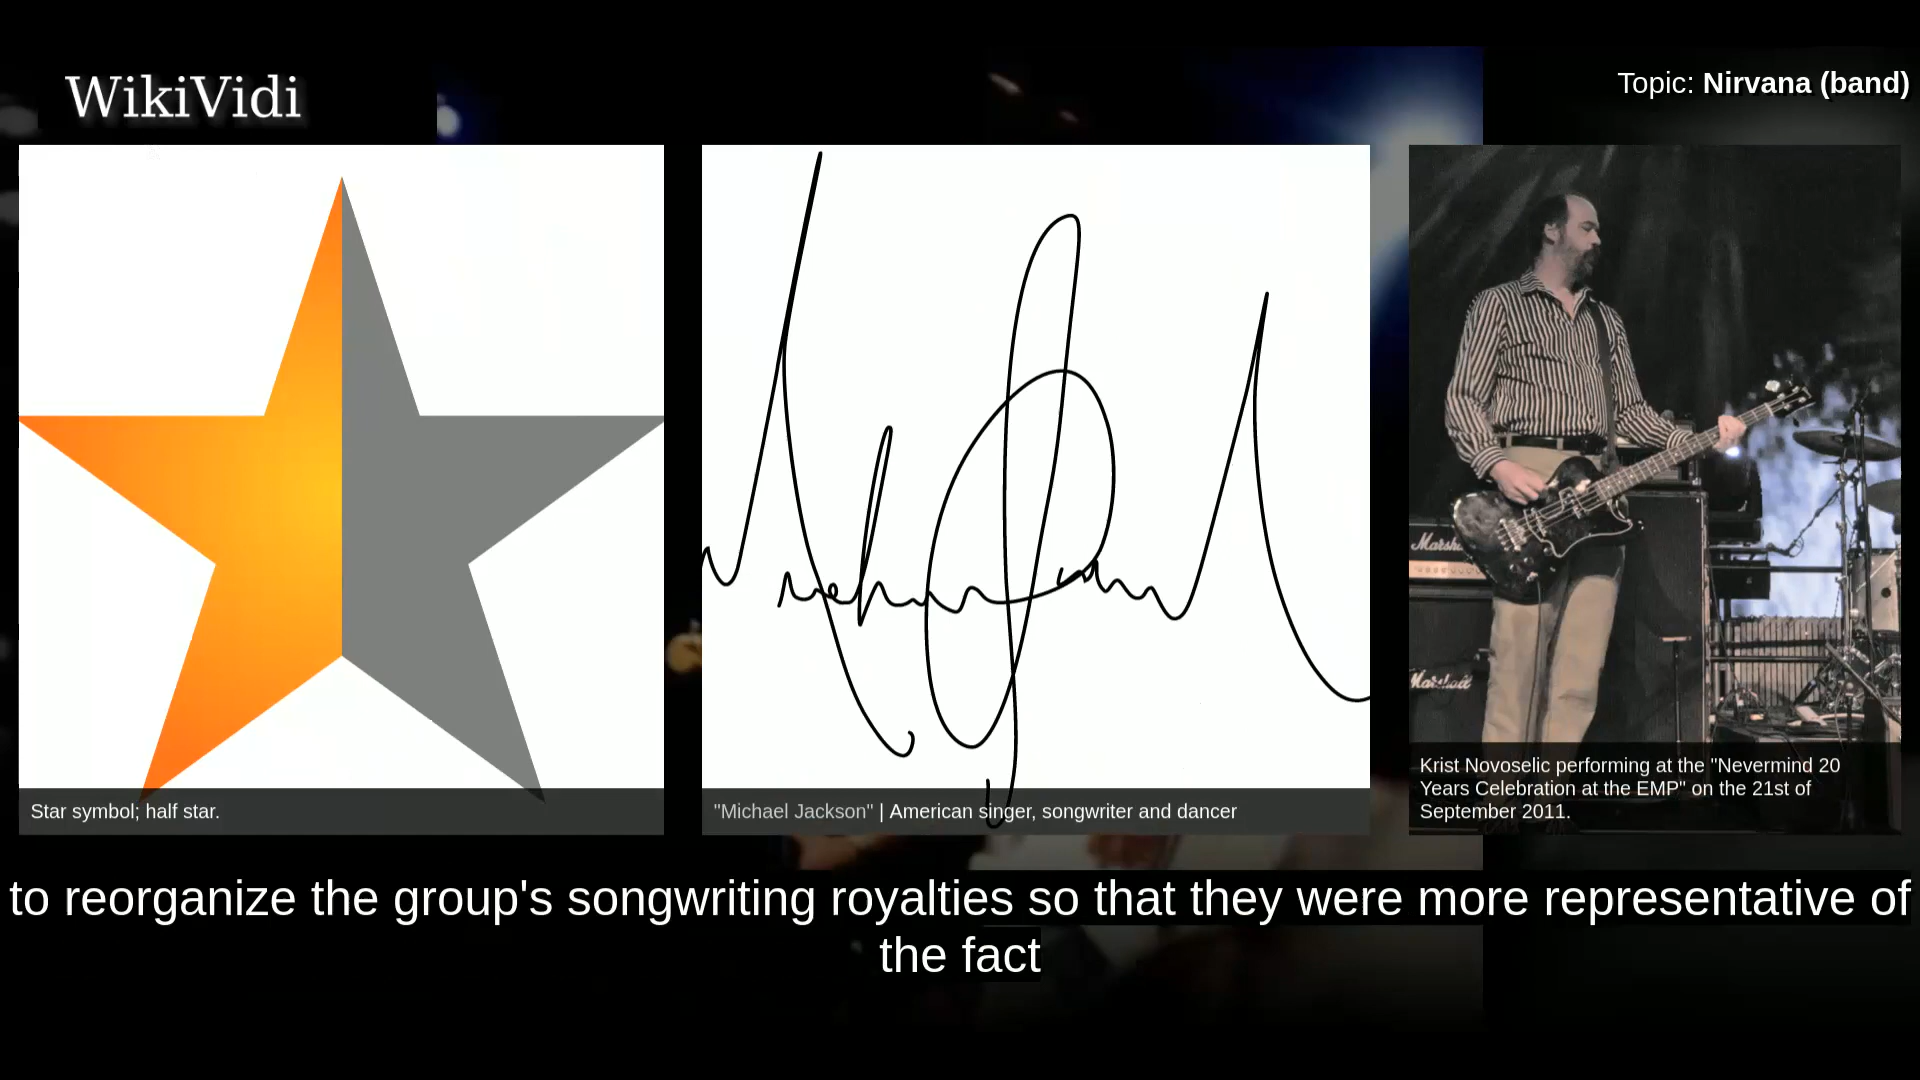 WikiVidi
Topic: Nirvana (band)
Marshall
Marshall
Star symbol; half star.
"Michael Jackson" | American singer, songwriter and dancer
Krist Novoselic performing at the "Nevermind 20
Years Celebration at the EMP" on the 21st of
September 2011.
to reorganize the group's songwriting royalties so that they were more representative of
the fact